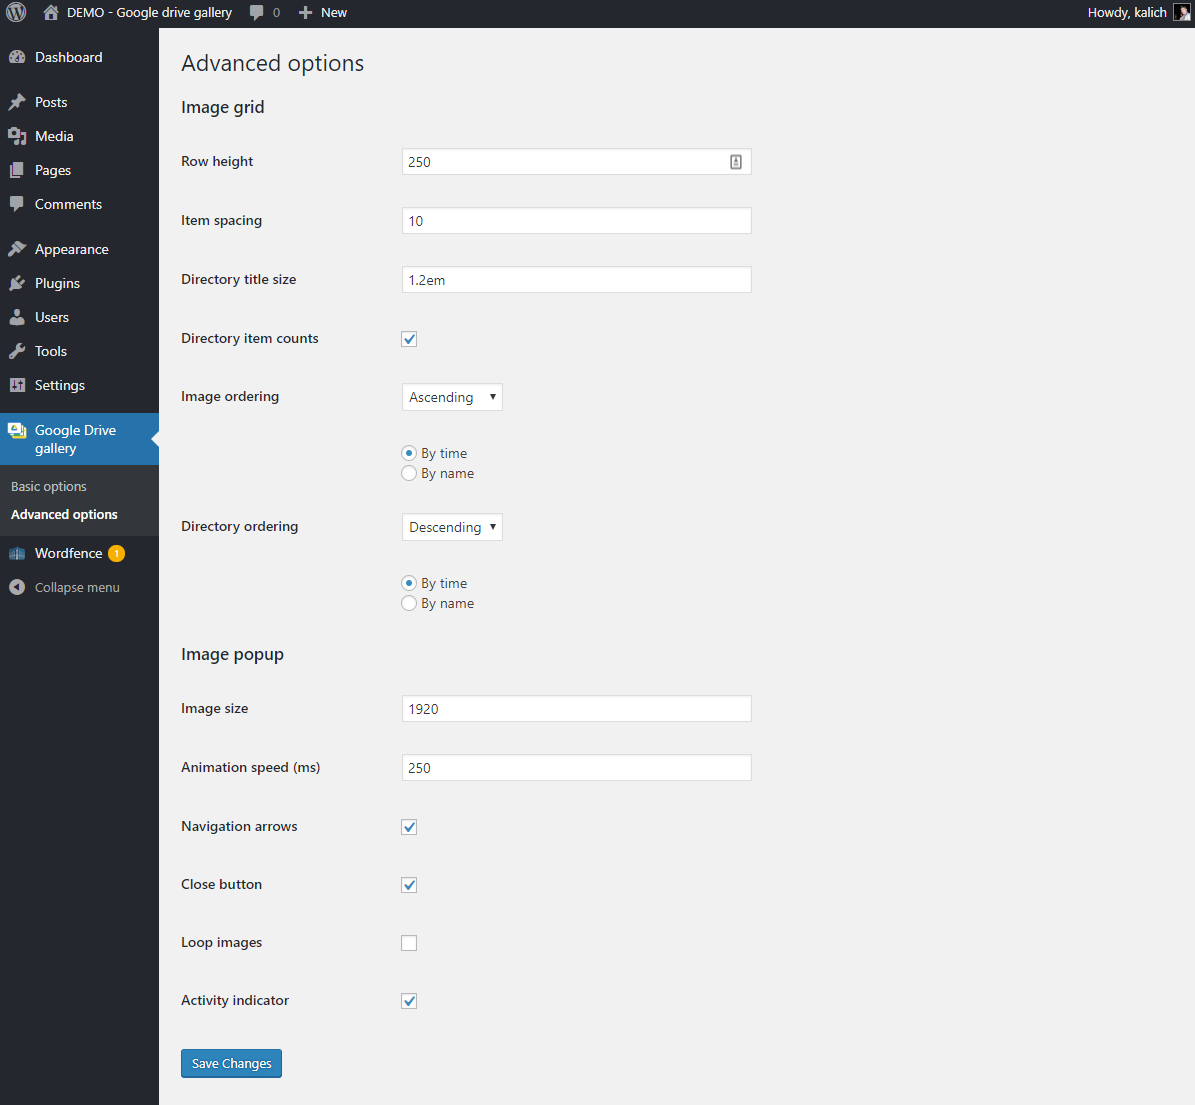 DEMO - Google drive gallery 0 New Howdy, kalich
Dashboard
Posts
Media
Pages
Comments
Appearance
Plugins
Users
Tools
Settings
Google Drive
gallery
Basic options
Advanced options
Wordfence 1
Collapse menu
Advanced options
Image grid
Row height 250
Item spacing 10
Directory title size 1.2em
Directory item counts
Image ordering Ascending
By time
By name
Directory ordering Descending
By time
By name
Image popup
Image size 1920
Animation speed (ms) 250
Navigation arrows
Close button
Loop images
Activity indicator
Save Changes